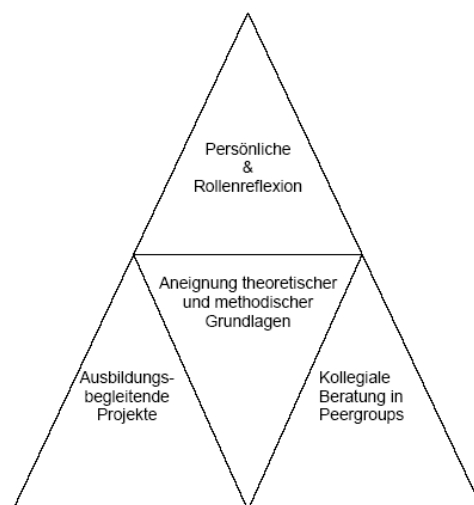 Persönliche
&
Rollenreflexion
Aneignung theoretischer
und methodischer
Grundlagen
Ausbildungs-
begleitende
Projekte
Kollegiale
Beratung in
Peergroups